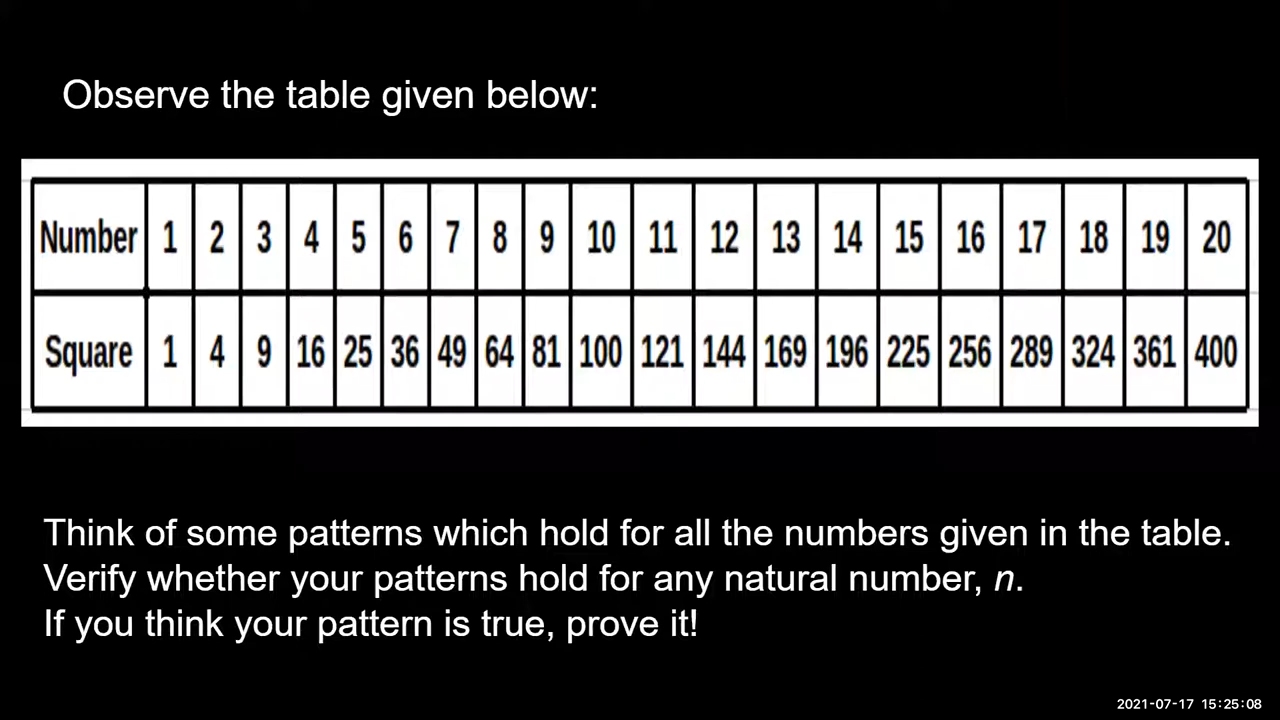 Observe the table given below:
Number 1 2 3 4 5 6 7 8 9 10 11 12 13 14 15 16 17 18 19 20
Square 1 4 9 16 25 36 49 64 81 100 121 144 169 196 225 256 289 324 361 400
Think of some patterns which hold for all the numbers given in the table.
Verify whether your patterns hold for any natural number, n.
If you think your pattern is true, prove it!
2021-07-17 15:25:08